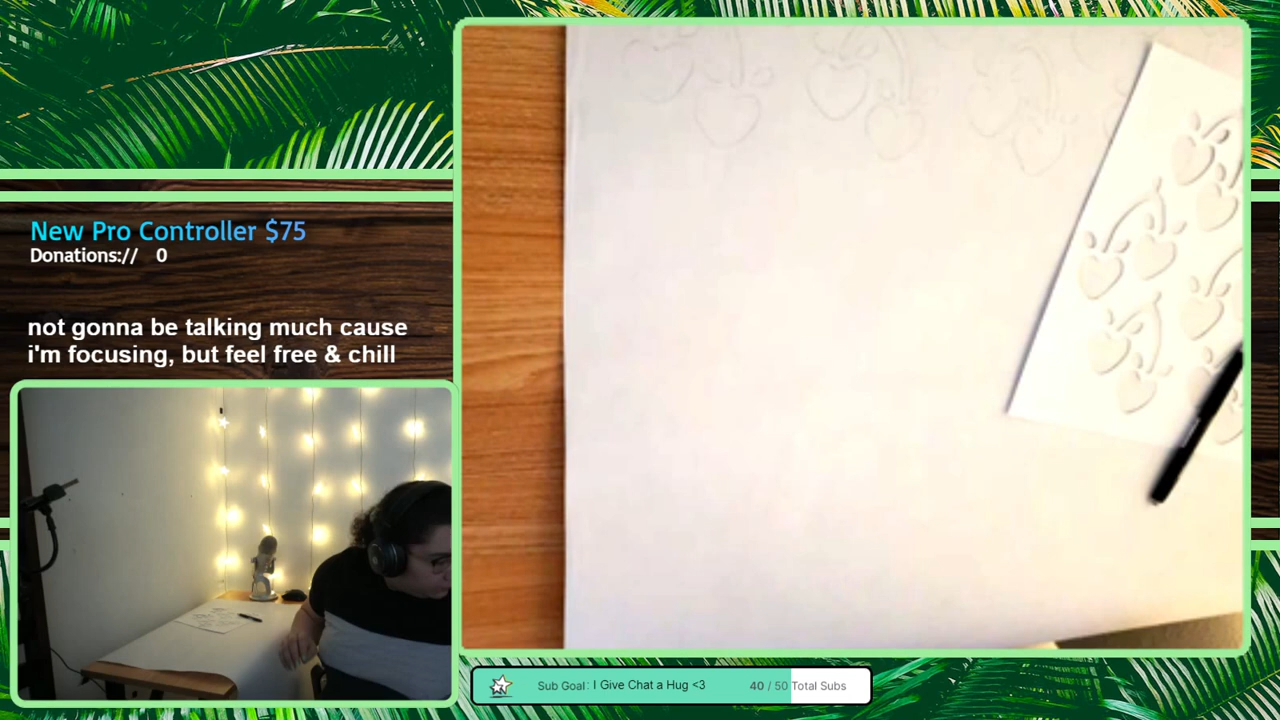 New Pro Controller $75
Donations:// 0
not gonna be talking much cause
i'm focusing, but feel free & chill
Sub Goal: I Give Chat a Hug <3 40 / 50 Total Subs